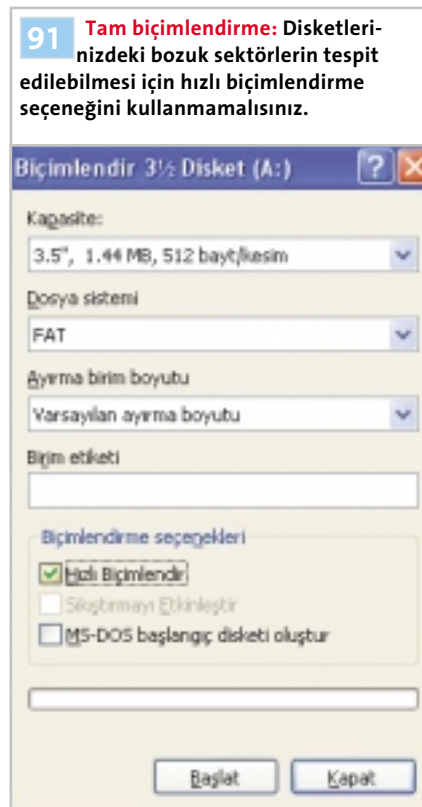 91 Tam biçimlendirme: Disketleri-
nizdeki bozuk sektörlerin tespit
edilebilmesi için hızlı biçimlendirme
seçeneğini kullanmamalısınız.
Biçimlendir 3½ Disket (A:)
Kapasite:
3.5", 1.44 MB, 512 bayt/kesim
Dosya sistemi
FAT
Ayırma birim boyutu
Varsayılan ayırma boyutu
Birim etiketi
Biçimlendirme seçenekleri
Hızlı Biçimlendir
Sıkıştırmayı Etkinleştir
MS-DOS başlangıç disketi oluştur
Başlat Kapat